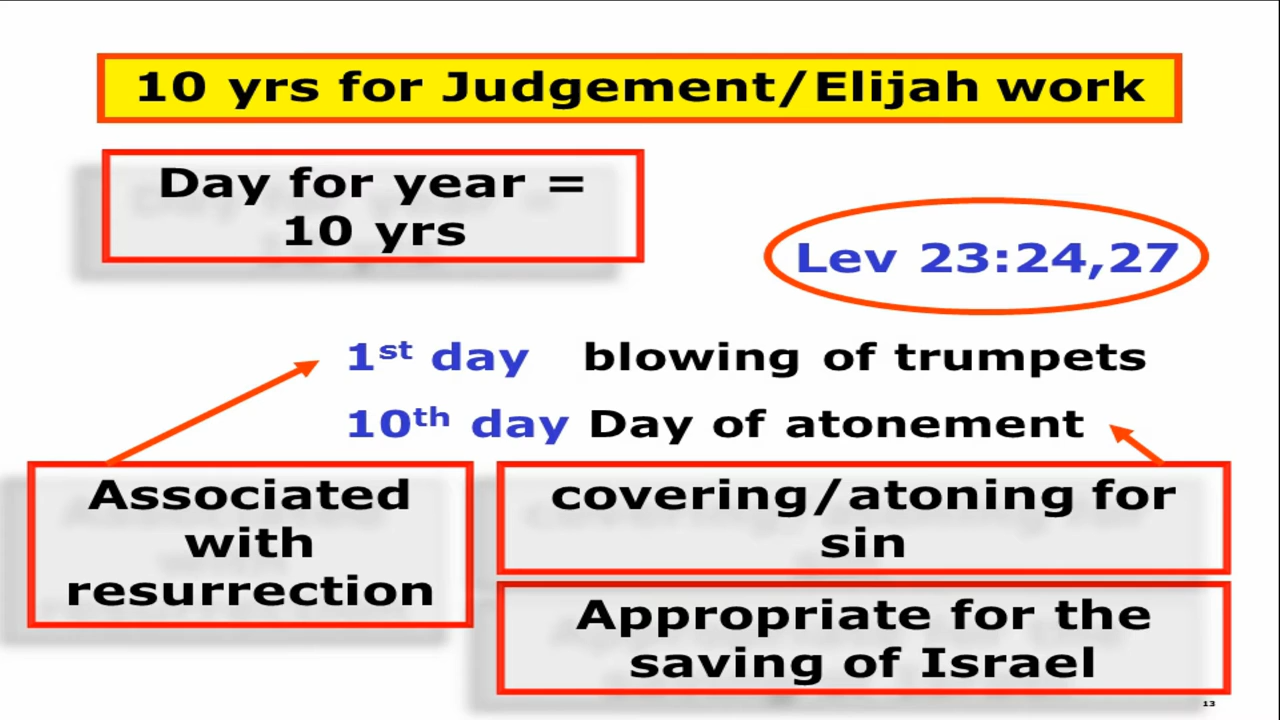 10 yrs for Judgement/Elijah work
Day for year =
10 yrs
Lev 23:24,27
1st day blowing of trumpets
10th day Day of atonement
Associated
with
resurrection
covering/atoning for
sin
Appropriate for the
saving of Israel
13